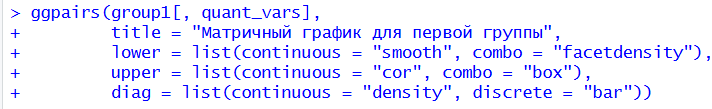 > ggpairs(group1[, quant_vars],
+         title = "Матричный график для первой группы",
+         lower = list(continuous = "smooth", combo = "facetdensity"),
+         upper = list(continuous = "cor", combo = "box"),
+         diag = list(continuous = "density", discrete = "bar"))